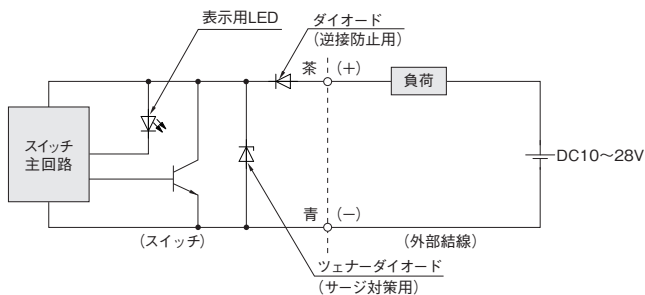 表示用LED
ダイオード
（逆接防止用）
茶
（+）
負荷
スイッチ
主回路
DC10～28V
青
（−）
（スイッチ）
（外部結線）
ツェナーダイオード
（サージ対策用）